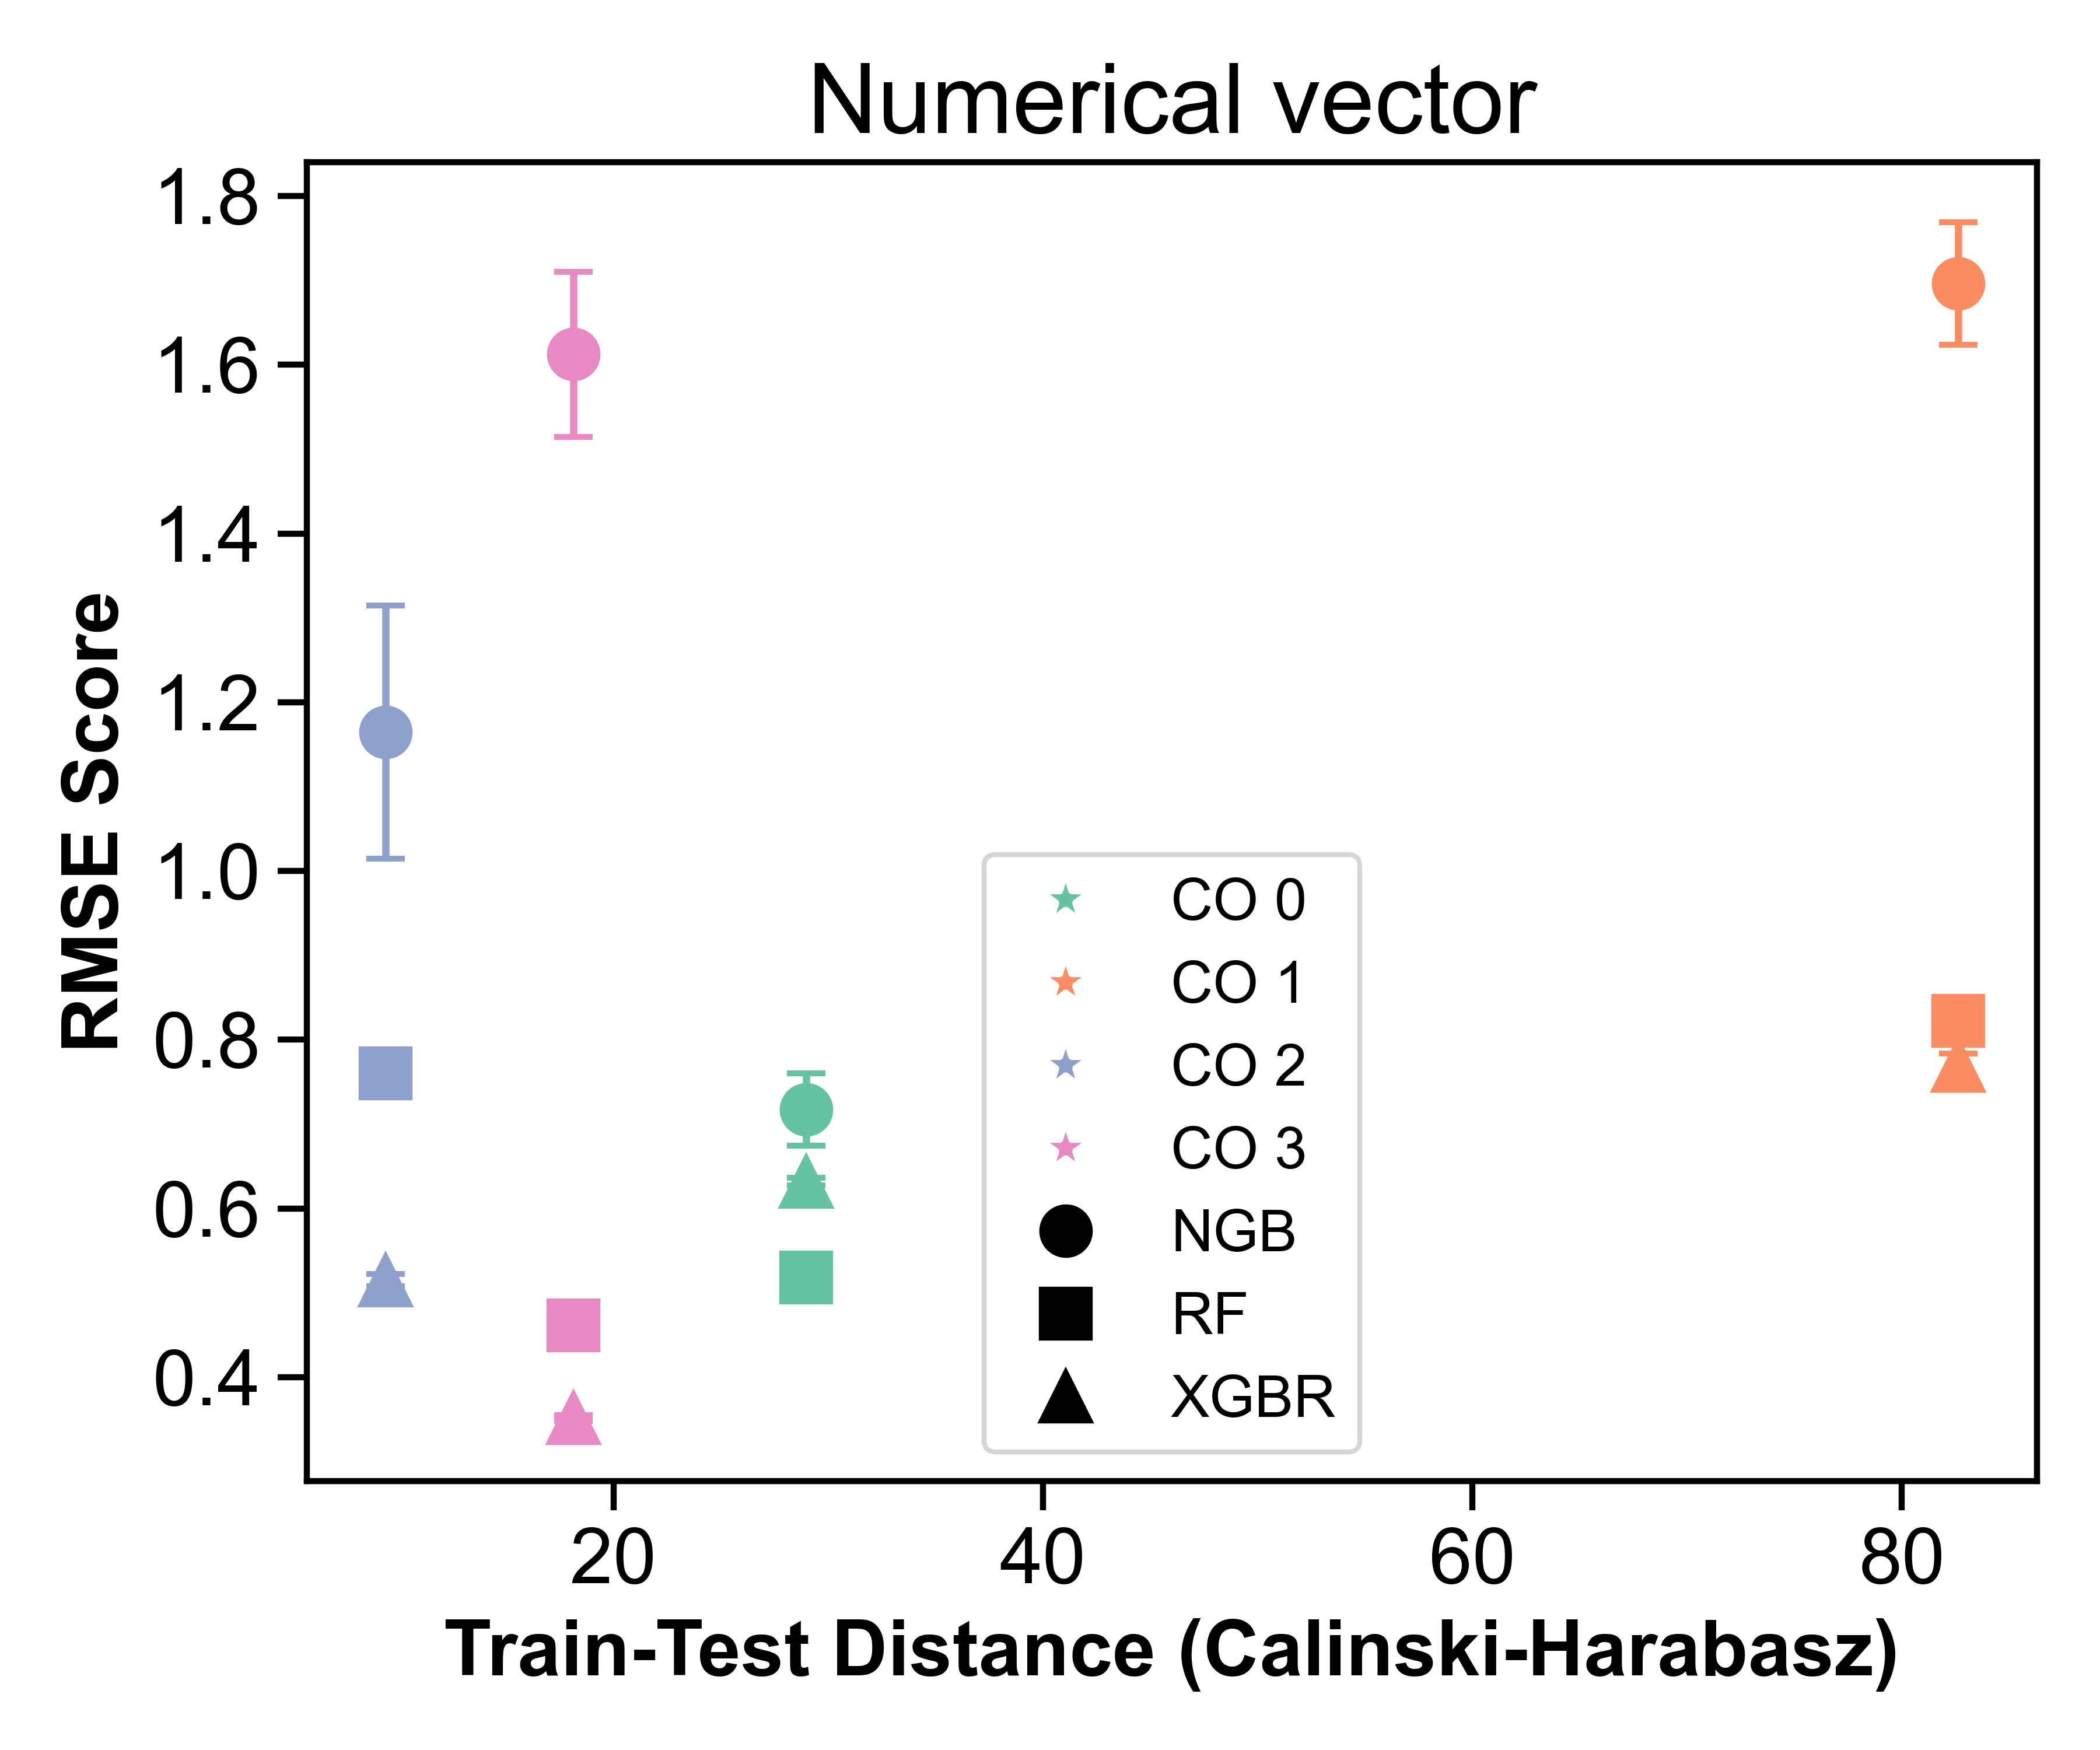 Numerical vector
1.8
1.6
1.4
1.2
1.0
0.8
0.6
0.4
RMSE Score
CO 0
CO 1
CO 2
CO 3
NGB
RF
XGBR
20 40 60 80
Train-Test Distance (Calinski-Harabasz)